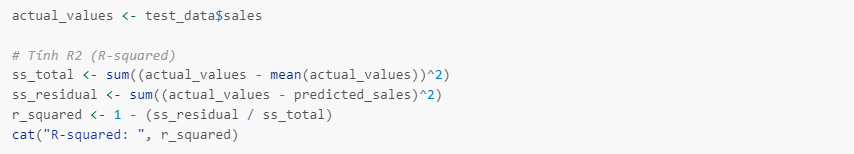 actual_values <- test_data$sales
# Tính R2 (R-squared)
ss_total <- sum((actual_values - mean(actual_values))^2)
ss_residual <- sum((actual_values - predicted_sales)^2)
r_squared <- 1 - (ss_residual / ss_total)
cat("R-squared: ", r_squared)